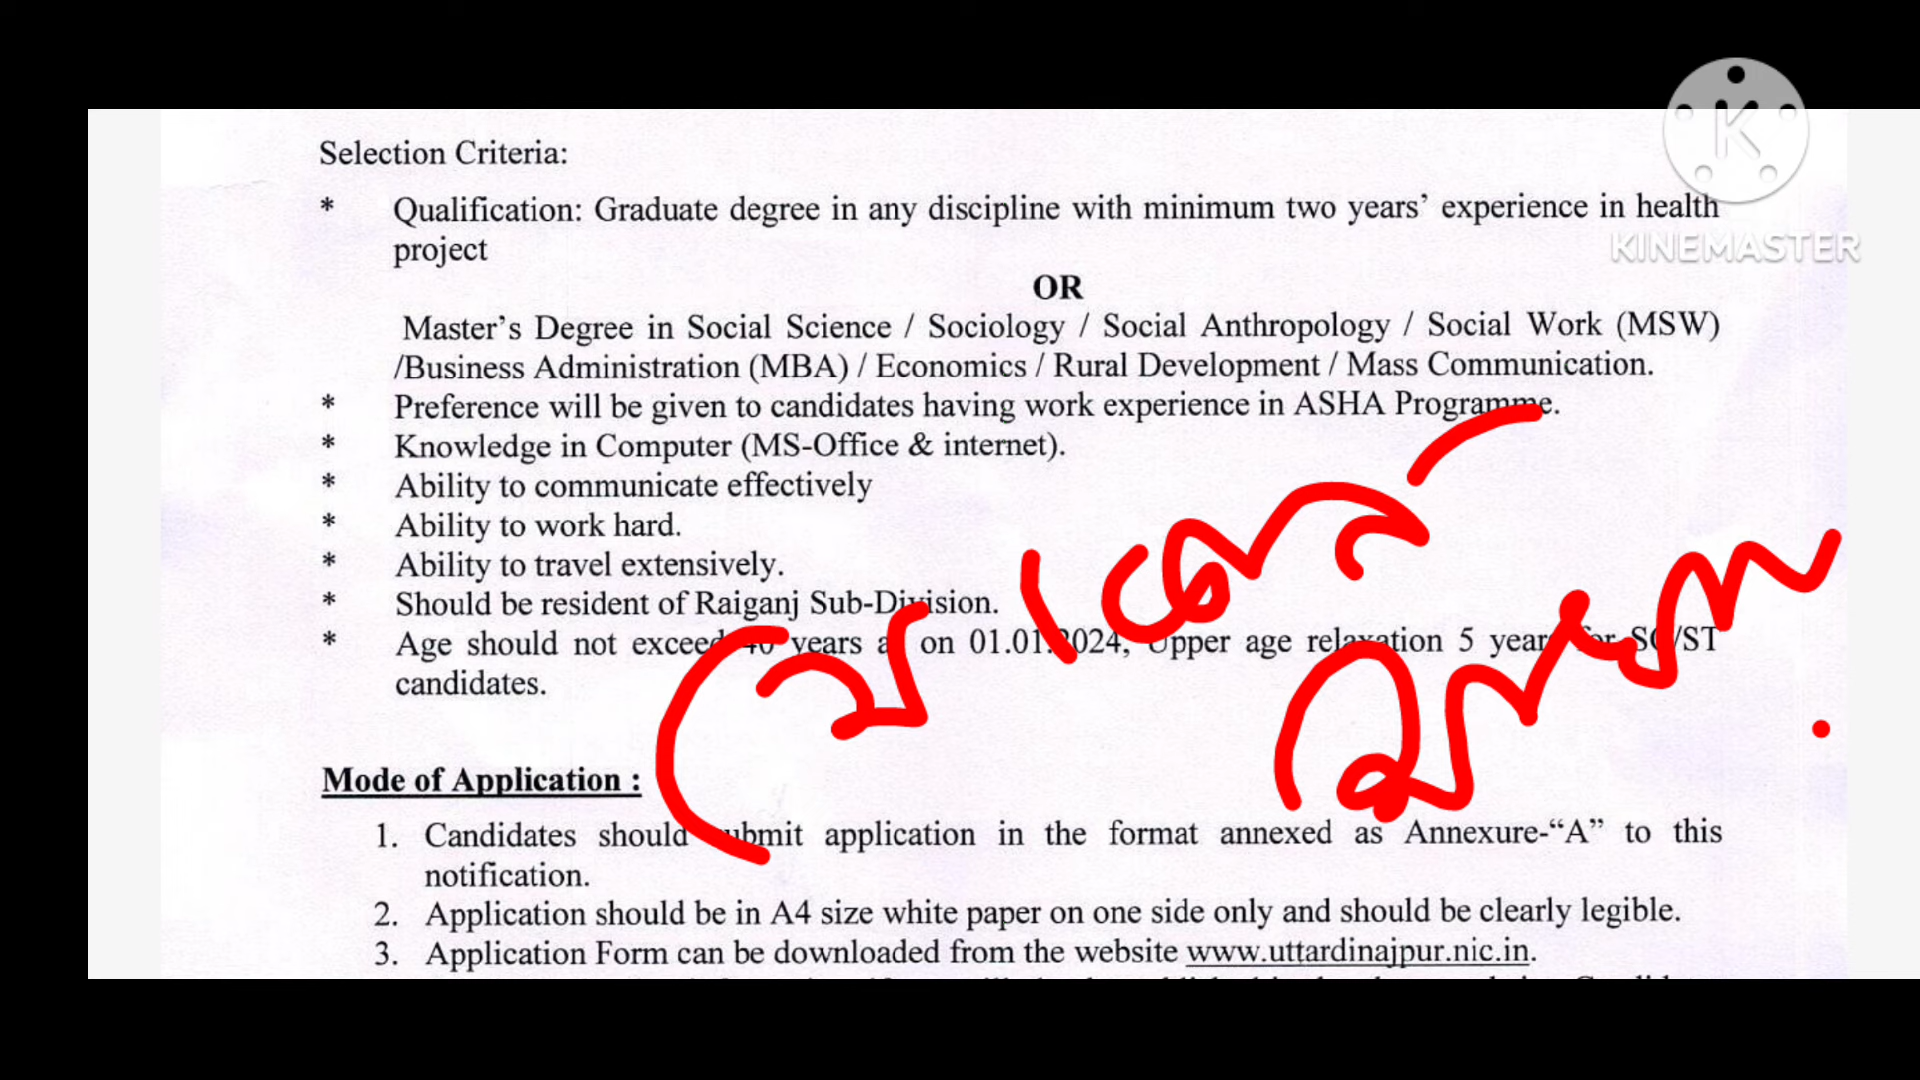 Selection Criteria:
* Qualification: Graduate degree in any discipline with minimum two years’ experience in health
project
OR
Master’s Degree in Social Science / Sociology / Social Anthropology / Social Work (MSW)
/Business Administration (MBA) / Economics / Rural Development / Mass Communication.
* Preference will be given to candidates having work experience in ASHA Programme.
* Knowledge in Computer (MS-Office & internet).
* Ability to communicate effectively
* Ability to work hard.
* Ability to travel extensively.
* Should be resident of Raiganj Sub-Division.
* Age should not exceed 40 years as on 01.01.2024, Upper age relaxation 5 years for SC/ST
candidates.
Mode of Application :
1. Candidates should submit application in the format annexed as Annexure-“A” to this
notification.
2. Application should be in A4 size white paper on one side only and should be clearly legible.
3. Application Form can be downloaded from the website www.uttardinajpur.nic.in.
K
KINEMASTER